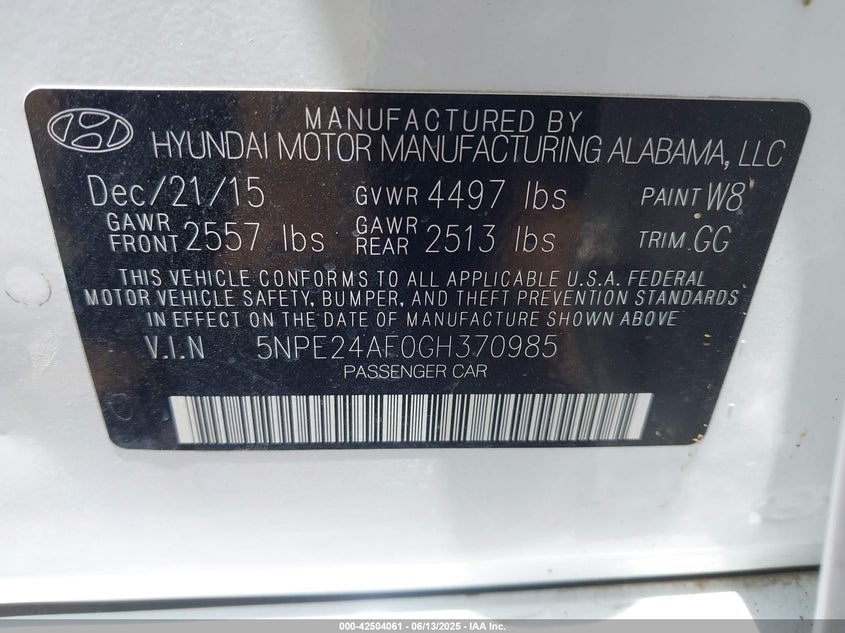 MANUFACTURED BY
HYUNDAI MOTOR MANUFACTURING ALABAMA, LLC
Dec/21/15 GVWR 4497 lbs PAINT W8
GAWR FRONT 2557 lbs GAWR REAR 2513 lbs TRIM.GG
THIS VEHICLE CONFORMS TO ALL APPLICABLE U.S.A. FEDERAL
MOTOR VEHICLE SAFETY, BUMPER, AND THEFT PREVENTION STANDARDS
IN EFFECT ON THE DATE OF MANUFACTURING SHOWN ABOVE
V.I.N 5NPE24AF0GH370985
PASSENGER CAR
000-42504061 - 06/13/2025 - IAA Inc.